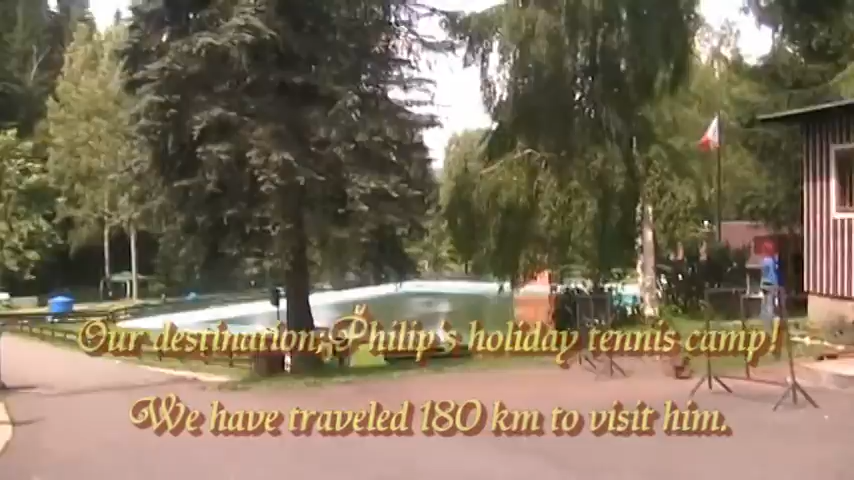 Our destination; Philip's holiday tennis camp!
We have traveled 180 km to visit him.